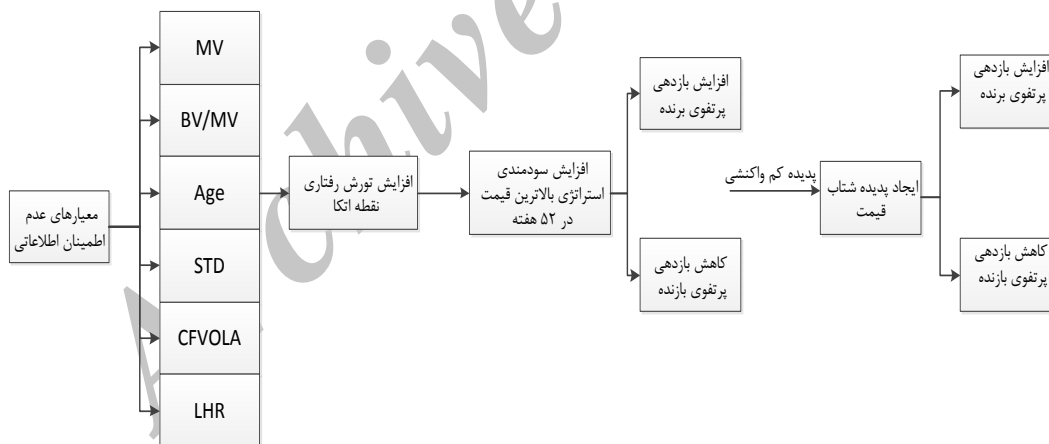 معیارهای عدم
اطمینان اطلاعاتی
MV
BV/MV
Age
STD
CFVOLA
LHR
افزایش تورش رفتاری
نقطه اتکا
افزایش سودمندی
استراتژی بالاترین قیمت
در ۵۲ هفته
افزایش بازدهی
پرتفوی برنده
کاهش بازدهی
پرتفوی بازنده
پدیده کم واکنشی
ایجاد پدیده شتاب
قیمت
افزایش بازدهی
پرتفوی برنده
کاهش بازدهی
پرتفوی بازنده